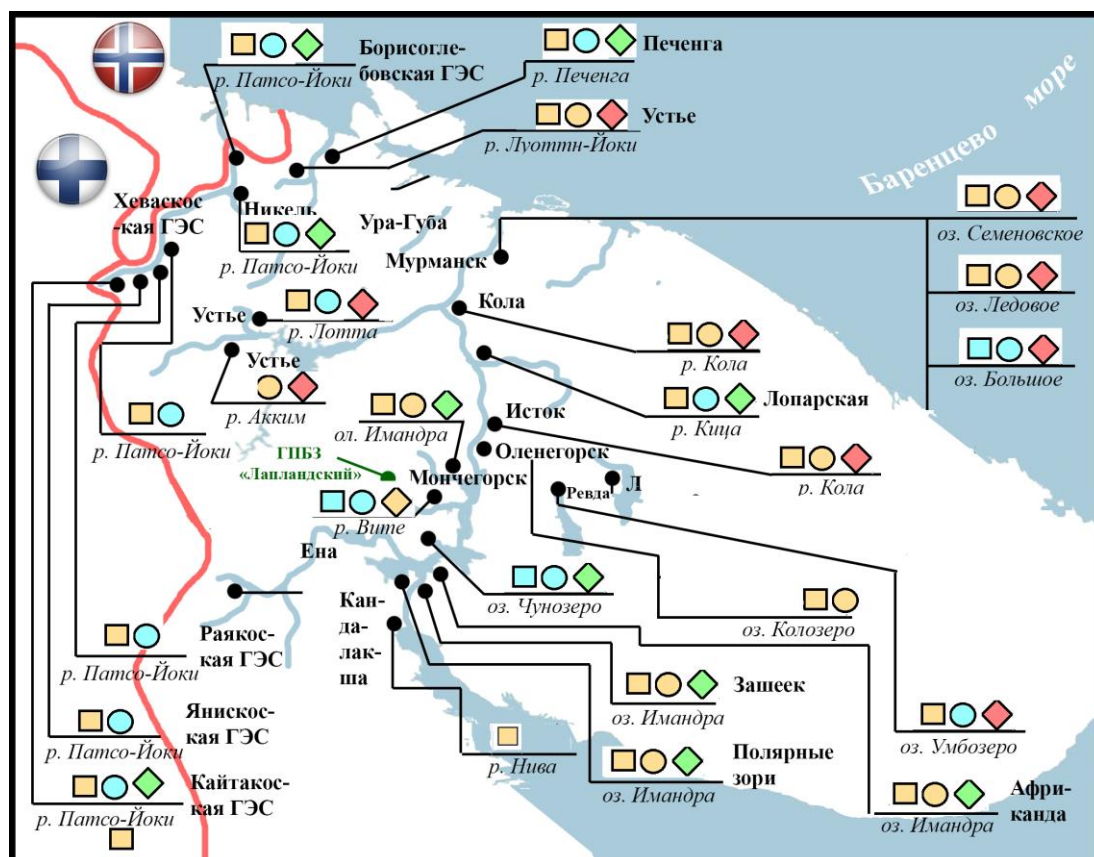 Борисогле-
бовская ГЭС
р. Патсо-Йоки
Печенга
р. Печенга
Устье
р. Луоттн-Йоки
Баренцево море
Хеваскос
-кая ГЭС
Никель
р. Патсо-Йоки
Ура-Губа
Мурманск
оз. Семеновское
оз. Ледовое
оз. Большое
Кола
р. Кола
Устье
р. Лотта
Устье
р. Акким
р. Патсо-Йоки
Лопарская
р. Кица
ол. Имандра
Исток
р. Кола
Оленегорск
ГПБЗ
«Лапландский»
Мончегорск
Ревда
Л
р. Вите
Ена
оз. Чунозеро
оз. Колозеро
Кан-
да-
лак-
ша
Раякос-
кая ГЭС
р. Патсо-Йоки
Зашеек
оз. Имандра
оз. Умбозеро
Янискос-
кая ГЭС
р. Патсо-Йоки
р. Нива
Полярные
зори
оз. Имандра
Кайтакос-
кая ГЭС
р. Патсо-Йоки
Афри-
канда
оз. Имандра